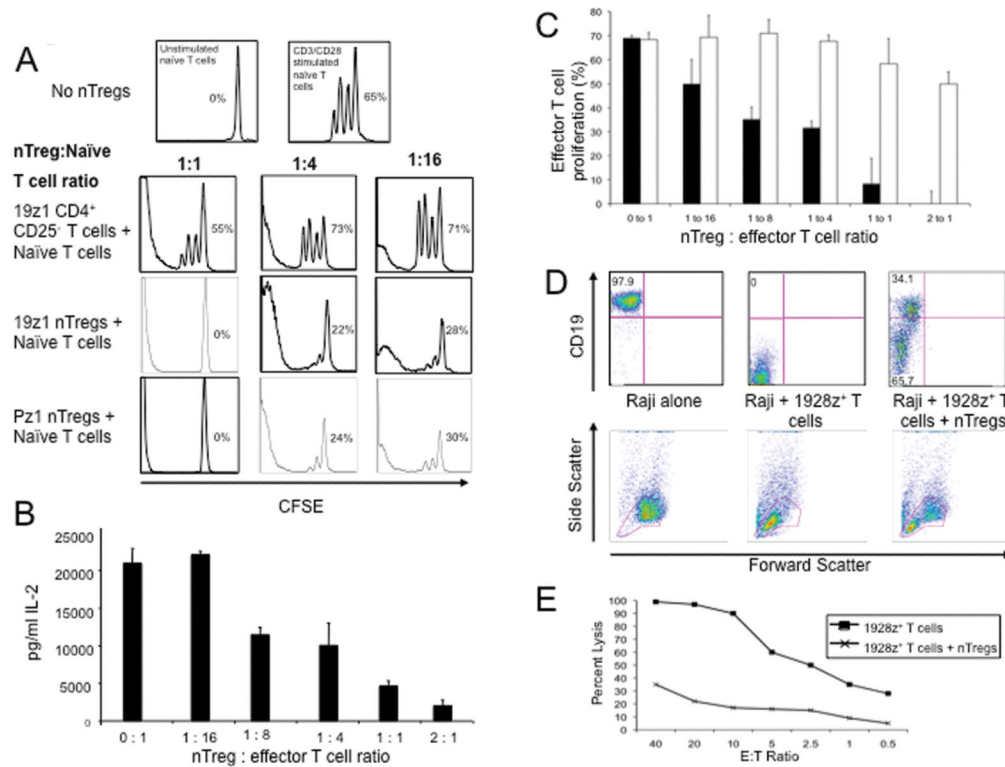 A
No nTregs
Unstimulated
naïve T cells
0%
CD3/CD28
stimulated
naïve T
cells
65%
nTreg:Naïve
T cell ratio
1:1
1:4
1:16
19z1 CD4+
CD25- T cells +
Naïve T cells
55%
73%
71%
19z1 nTregs +
Naïve T cells
0%
22%
28%
Pz1 nTregs +
Naïve T cells
0%
24%
30%
CFSE
B
pg/ml IL-2
25000
20000
15000
10000
5000
0
0 : 1
1 : 16
1 : 8
1 : 4
1 : 1
2 : 1
nTreg : effector T cell ratio
C
Effector T cell
proliferation (%)
80
70
60
50
40
30
20
10
0
0 to 1
1 to 16
1 to 8
1 to 4
1 to 1
2 to 1
nTreg : effector T cell ratio
D
CD19
97.9
0
34.1
65.7
Raji alone
Raji + 1928z+ T
cells
Raji + 1928z+ T
cells + nTregs
Side Scatter
Forward Scatter
E
Percent Lysis
100
90
80
70
60
50
40
30
20
10
0
40
20
10
5
2.5
1
0.5
E:T Ratio
1928z+ T cells
1928z+ T cells + nTregs